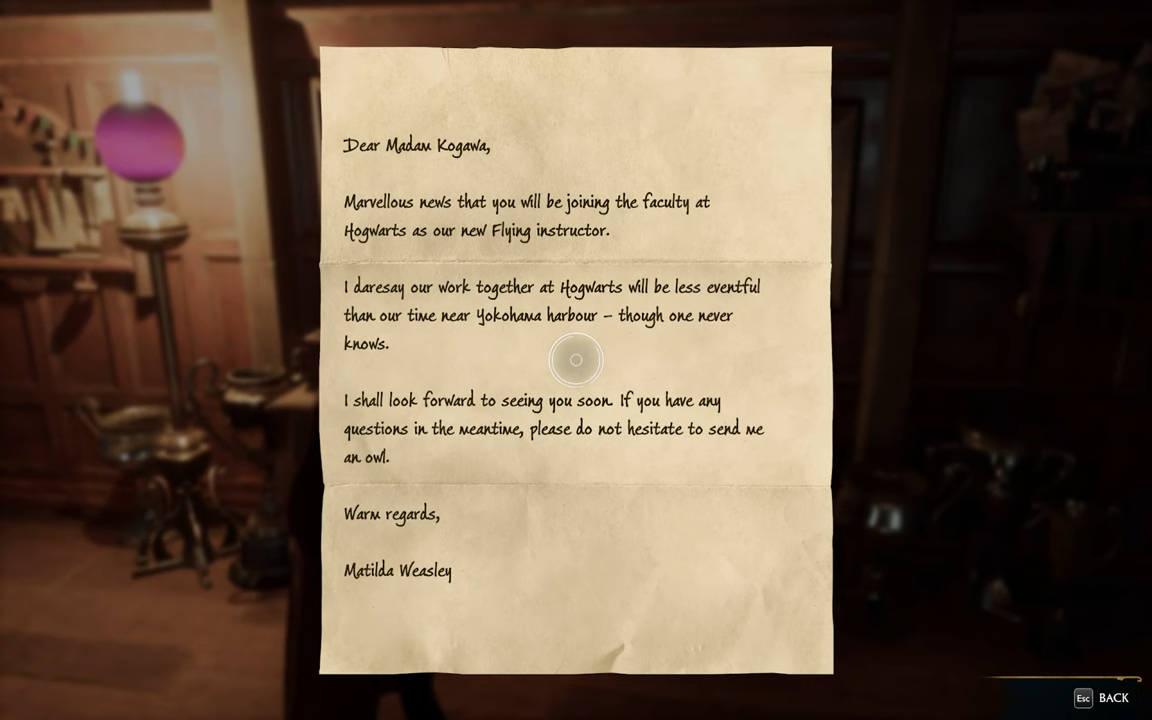 Dear Madam Kogawa,
Marvellous news that you will be joining the faculty at
Hogwarts as our new Flying instructor.
I daresay our work together at Hogwarts will be less eventful
than our time near Yokohama harbour – though one never
knows.
I shall look forward to seeing you soon. If you have any
questions in the meantime, please do not hesitate to send me
an owl.
Warm regards,
Matilda Weasley
Esc BACK